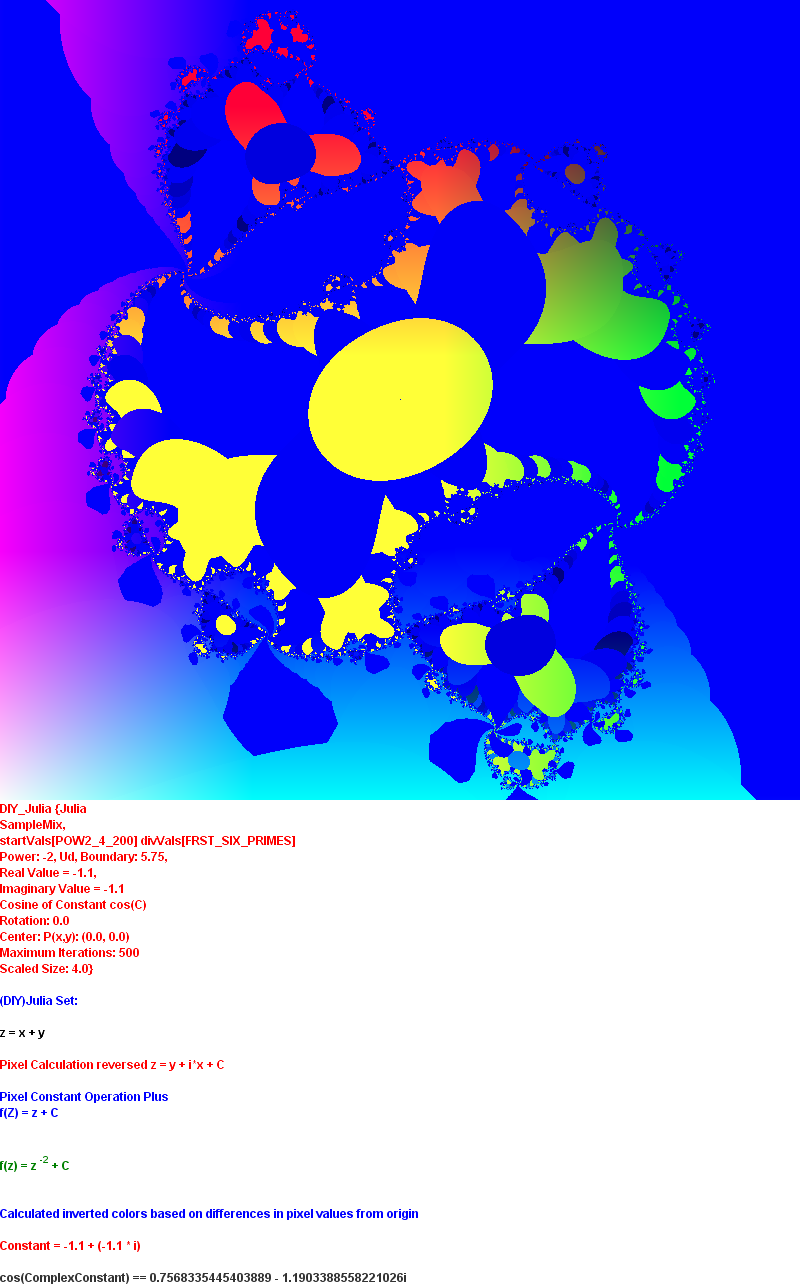 DIY_Julia {Julia
SampleMix,
startVals[POW2_4_200] divVals[FRST_SIX_PRIMES]
Power: -2, Ud, Boundary: 5.75,
Real Value = -1.1,
Imaginary Value = -1.1
Cosine of Constant cos(C)
Rotation: 0.0
Center: P(x,y): (0.0, 0.0)
Maximum Iterations: 500
Scaled Size: 4.0}
(DIY)Julia Set:
z = x + y
Pixel Calculation reversed z = y + i*x + C
Pixel Constant Operation Plus
f(Z) = z + C
f(z) = z -2 + C
Calculated inverted colors based on differences in pixel values from origin
Constant = -1.1 + (-1.1 * i)
cos(ComplexConstant) == 0.7568335445403889 - 1.1903388558221026i